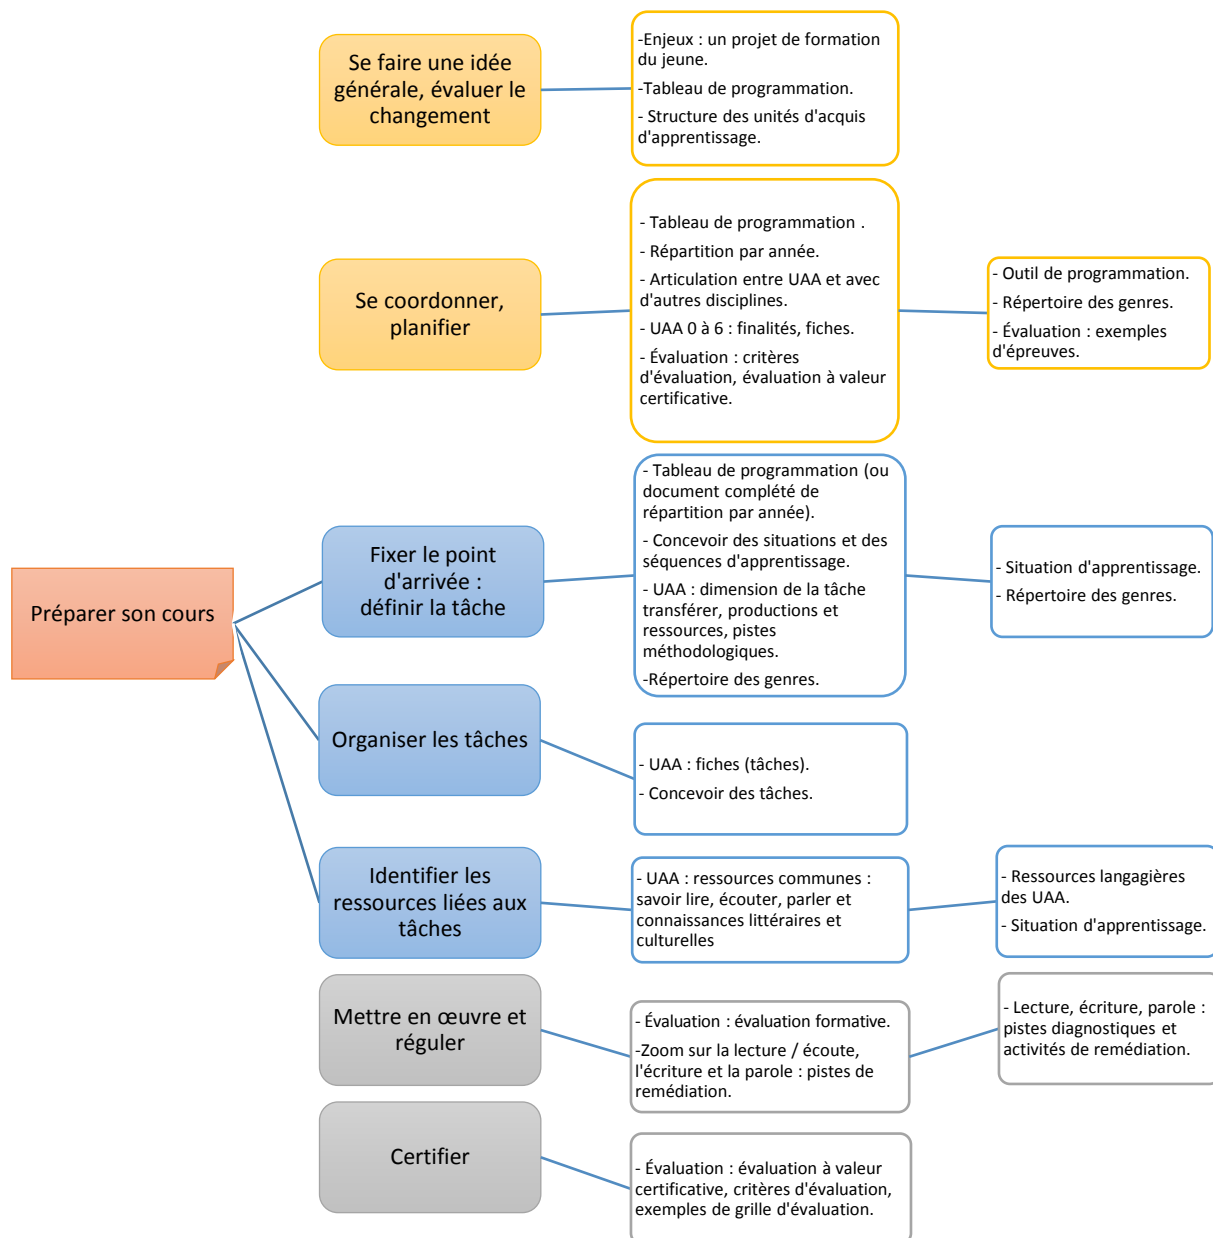 Se faire une idée
générale, évaluer le
changement
-Enjeux : un projet de formation
du jeune.
-Tableau de programmation.
- Structure des unités d'acquis
d'apprentissage.
Se coordonner,
planifier
- Tableau de programmation .
- Répartition par année.
- Articulation entre UAA et avec
d'autres disciplines.
- UAA 0 à 6 : finalités, fiches.
- Évaluation : critères
d'évaluation, évaluation à valeur
certificative.
- Outil de programmation.
- Répertoire des genres.
- Évaluation : exemples
d'épreuves.
Préparer son cours
Fixer le point
d'arrivée :
définir la tâche
- Tableau de programmation (ou
document complété de
répartition par année).
- Concevoir des situations et des
séquences d'apprentissage.
- UAA : dimension de la tâche
transférer, productions et
ressources, pistes
méthodologiques.
-Répertoire des genres.
- Situation d'apprentissage.
- Répertoire des genres.
Organiser les tâches
- UAA : fiches (tâches).
- Concevoir des tâches.
Identifier les
ressources liées aux
tâches
- UAA : ressources communes :
savoir lire, écouter, parler et
connaissances littéraires et
culturelles
- Ressources langagières
des UAA.
- Situation d'apprentissage.
Mettre en œuvre et
réguler
- Évaluation : évaluation formative.
-Zoom sur la lecture / écoute,
l'écriture et la parole : pistes de
remédiation.
- Lecture, écriture, parole :
pistes diagnostiques et
activités de remédiation.
Certifier
- Évaluation : évaluation à valeur
certificative, critères d'évaluation,
exemples de grille d'évaluation.